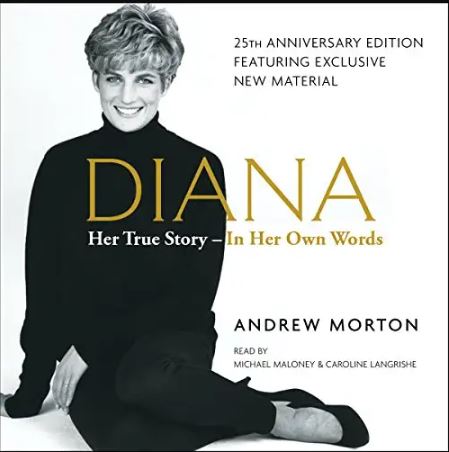 25TH ANNIVERSARY EDITION
FEATURING EXCLUSIVE
NEW MATERIAL
DIANA
Her True Story – In Her Own Words
ANDREW MORTON
READ BY
MICHAEL MALONEY & CAROLINE LANGRISHE